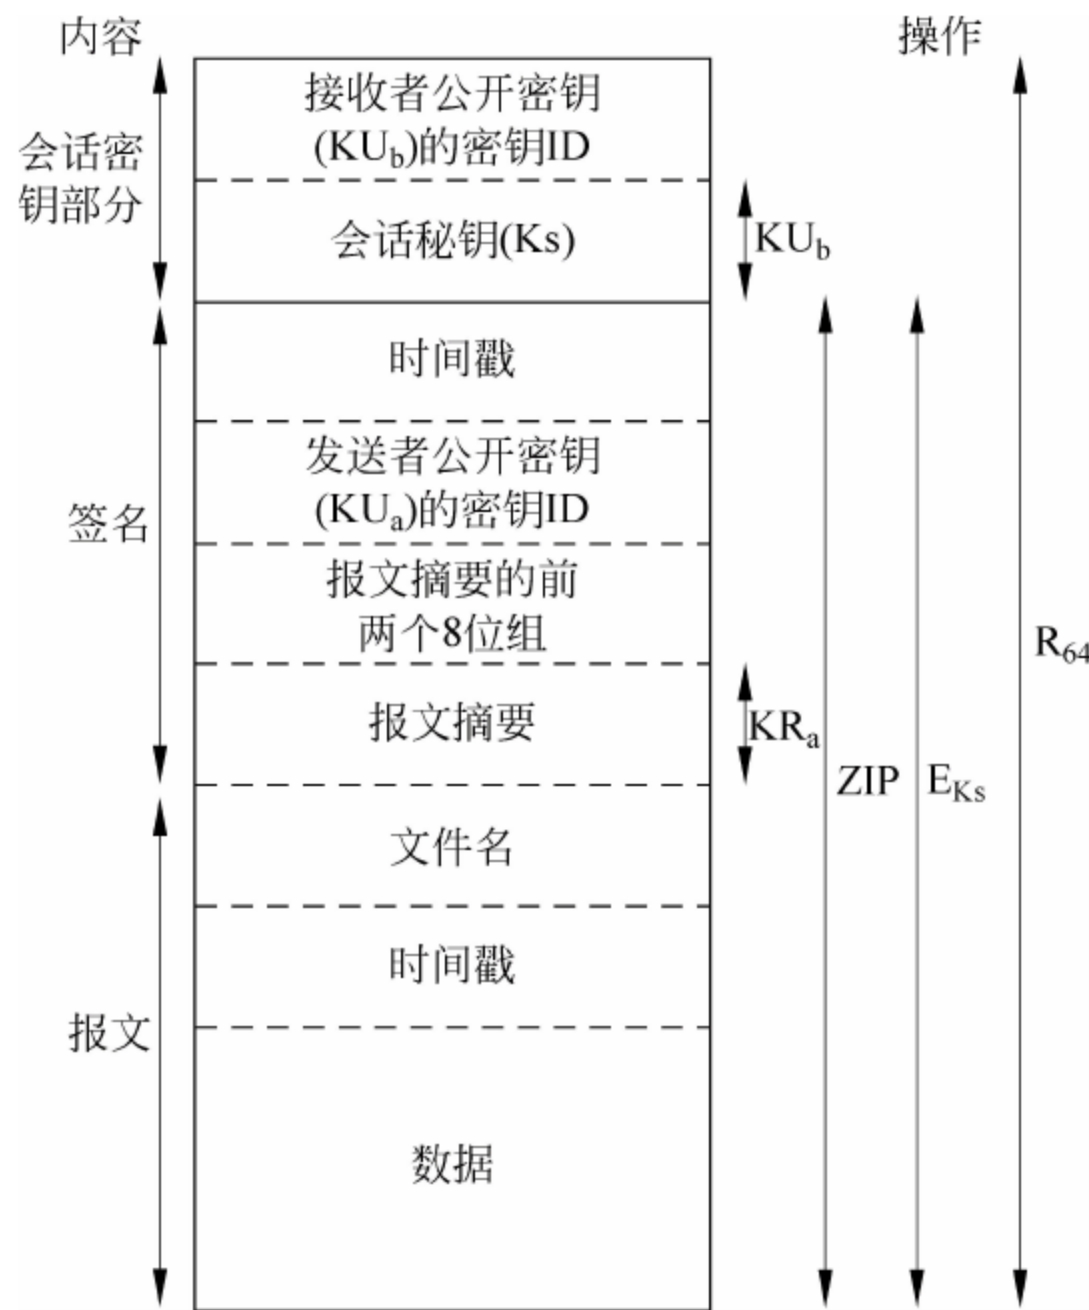 内容
操作
会话密
钥部分
接收者公开密钥
(KUb)的密钥ID
会话秘钥(Ks)
KUb
签名
时间戳
发送者公开密钥
(KUa)的密钥ID
报文摘要的前
两个8位组
报文摘要
KRa
ZIP
EKs
R64
报文
文件名
时间戳
数据